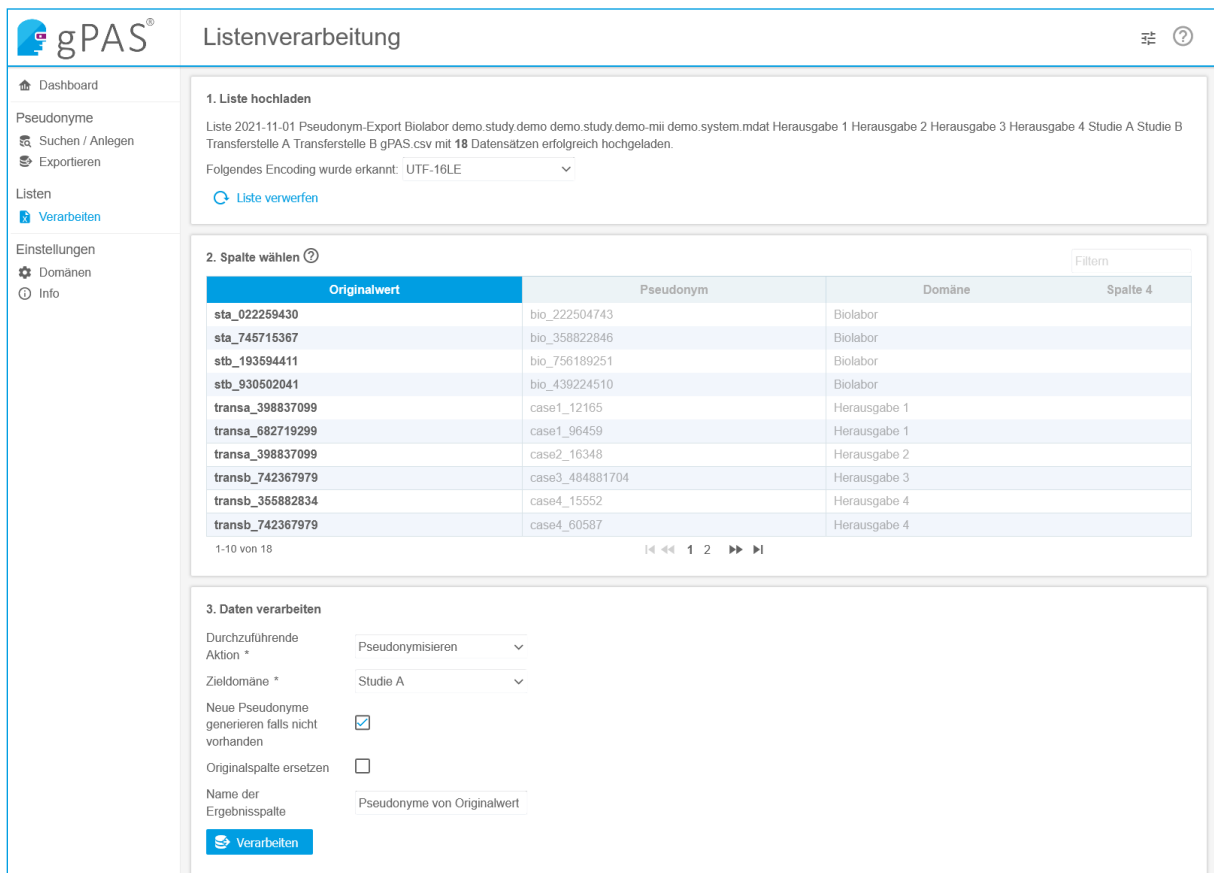 gPAS®
Listenverarbeitung
Dashboard
Pseudonyme
Suchen / Anlegen
Exportieren
Listen
Verarbeiten
Einstellungen
Domänen
Info
1. Liste hochladen
Liste 2021-11-01 Pseudonym-Export Biolabor demo.study.demo demo.study.demo-mii demo.system.mdat Herausgabe 1 Herausgabe 2 Herausgabe 3 Herausgabe 4 Studie A Studie B
Transferstelle A Transferstelle B gPAS.csv mit 18 Datensätzen erfolgreich hochgeladen.
Folgendes Encoding wurde erkannt: UTF-16LE
Liste verwerfen
2. Spalte wählen
Filtern
Originalwert Pseudonym Domäne Spalte 4
sta_022259430 bio_222504743 Biolabor
sta_745715367 bio_358822846 Biolabor
stb_193594411 bio_756189251 Biolabor
stb_930502041 bio_439224510 Biolabor
transa_398837099 case1_12165 Herausgabe 1
transa_682719299 case1_96459 Herausgabe 1
transa_398837099 case2_16348 Herausgabe 2
transb_742367979 case3_484881704 Herausgabe 3
transb_355882834 case4_15552 Herausgabe 4
transb_742367979 case4_60587 Herausgabe 4
1-10 von 18 1 2
3. Daten verarbeiten
Durchzuführende
Aktion * Pseudonymisieren
Zieldomäne * Studie A
Neue Pseudonyme
generieren falls nicht
vorhanden
Originalspalte ersetzen
Name der
Ergebnisspalte Pseudonyme von Originalwert
Verarbeiten